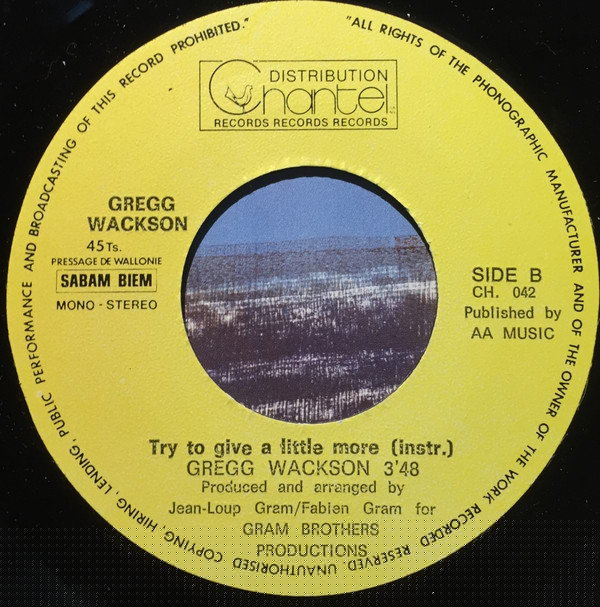 "ALL RIGHTS OF THE PHONOGRAPHIC MANUFACTURER AND OF THE OWNER OF THE WORK RECORDED RESERVED. UNAUTHORISED COPYING, HIRING, LENDING, PUBLIC PERFORMANCE AND BROADCASTING OF THIS RECORD PROHIBITED."
DISTRIBUTION
Chantel
RECORDS RECORDS RECORDS
GREGG
WACKSON
45 Ts.
PRESSAGE DE WALLONIE
SABAM BIEM
MONO - STEREO
SIDE B
CH. 042
Published by
AA MUSIC
Try to give a little more (instr.)
GREGG WACKSON 3'48
Produced and arranged by
Jean-Loup Gram/Fabien Gram for
GRAM BROTHERS
PRODUCTIONS